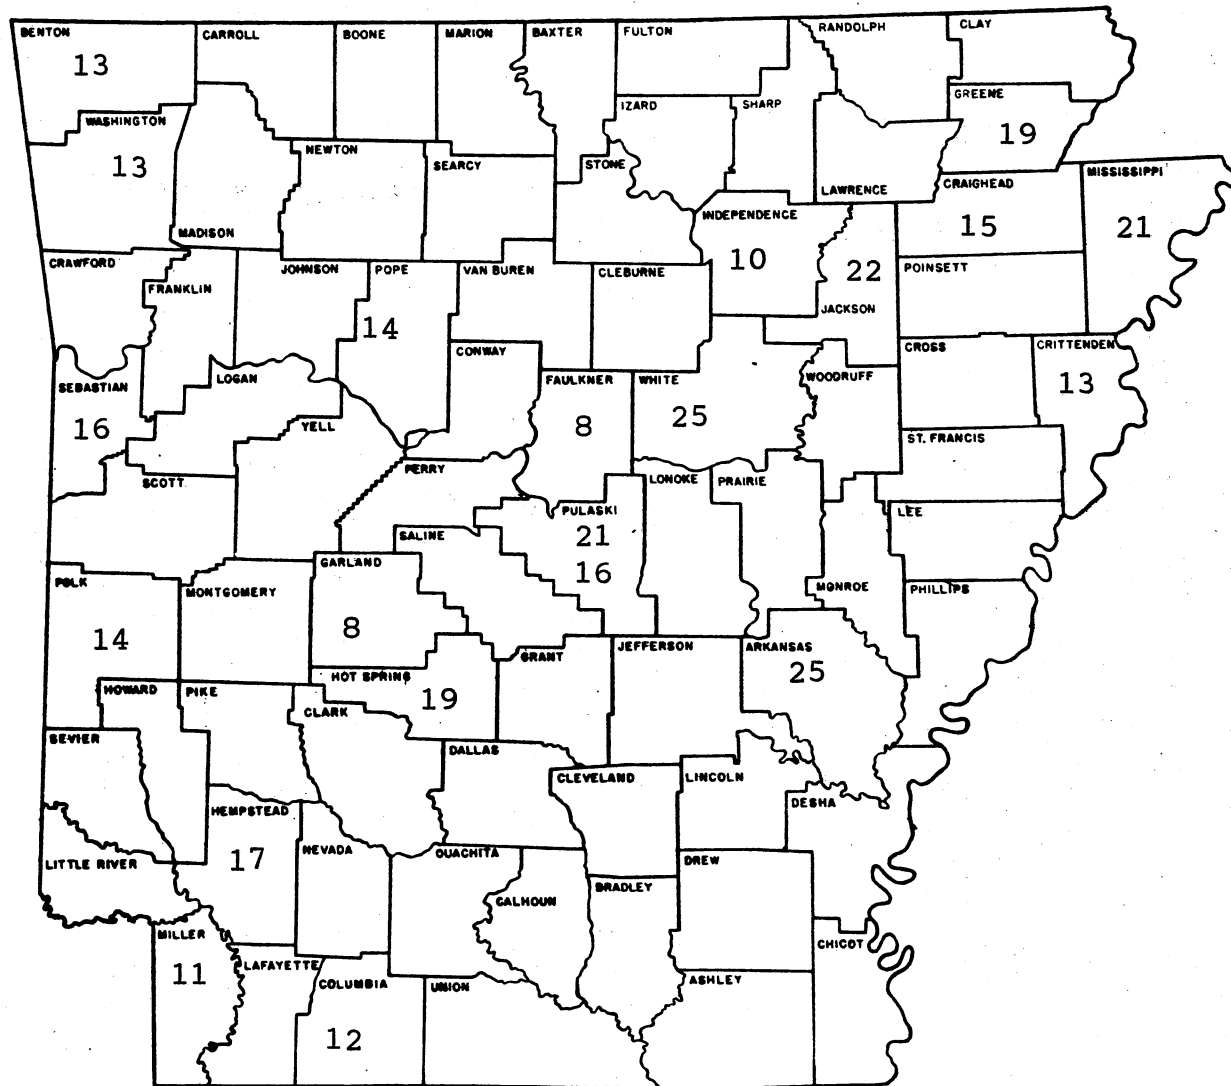 BENTON CARROLL BOONE MARION BAXTER FULTON RANDOLPH CLAY
13
GREENE
IZARD SHARP
WASHINGTON
19
NEWTON
13
SEARCY STONE
MISSISSIPPI
CRAIGHEAD
LAWRENCE
INDEPENDENCE
15 21
MADISON
10
CRAWFORD
JOHNSON POPE VAN BUREN CLEBURNE
22
POINSETT
FRANKLIN
JACKSON
14
CONWAY
CROSS CRITTENDEN
SEBASTIAN LOGAN
FAULKNER WHITE WOODRUFF
13
25
16
YELL
8
ST. FRANCIS
PERRY
SCOTT
LONOKE PRAIRIE
PULASKI
LEE
SALINE
21
GARLAND
16
POLK
MONTGOMERY
MONROE PHILLIPS
8
14
GRANT JEFFERSON ARKANSAS
HOT SPRING
25
HOWARD PIKE
19
CLARK
SEVIER
DALLAS
CLEVELAND LINCOLN
DESHA
HEMPSTEAD
NEVADA OUACHITA
LITTLE RIVER
17
DREW
BRADLEY
CALHOUN
MILLER
CHICOT
LAFAYETTE
11
COLUMBIA UNION ASHLEY
12